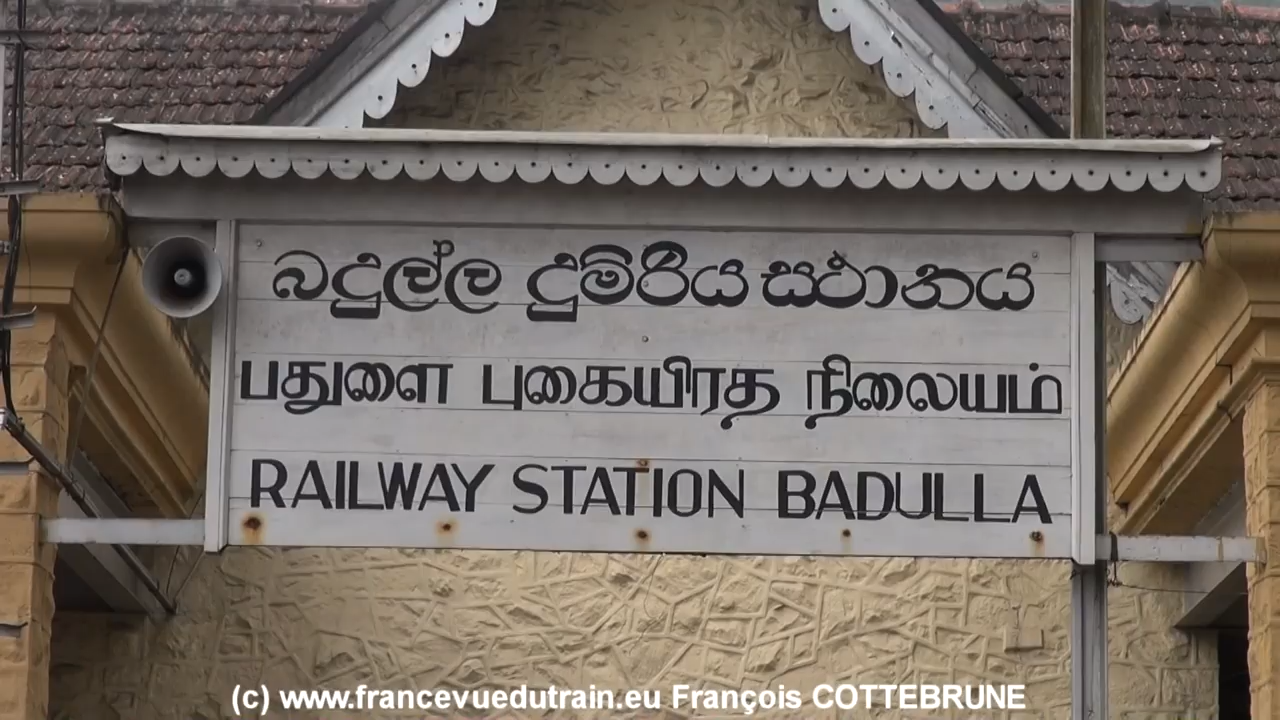 බදුල්ල දුම්රිය ස්ථානය
பதுளை புகையிரத நிலையம்
RAILWAY STATION BADULLA
(c) www.francevuedutrain.eu François COTTEBRUNE